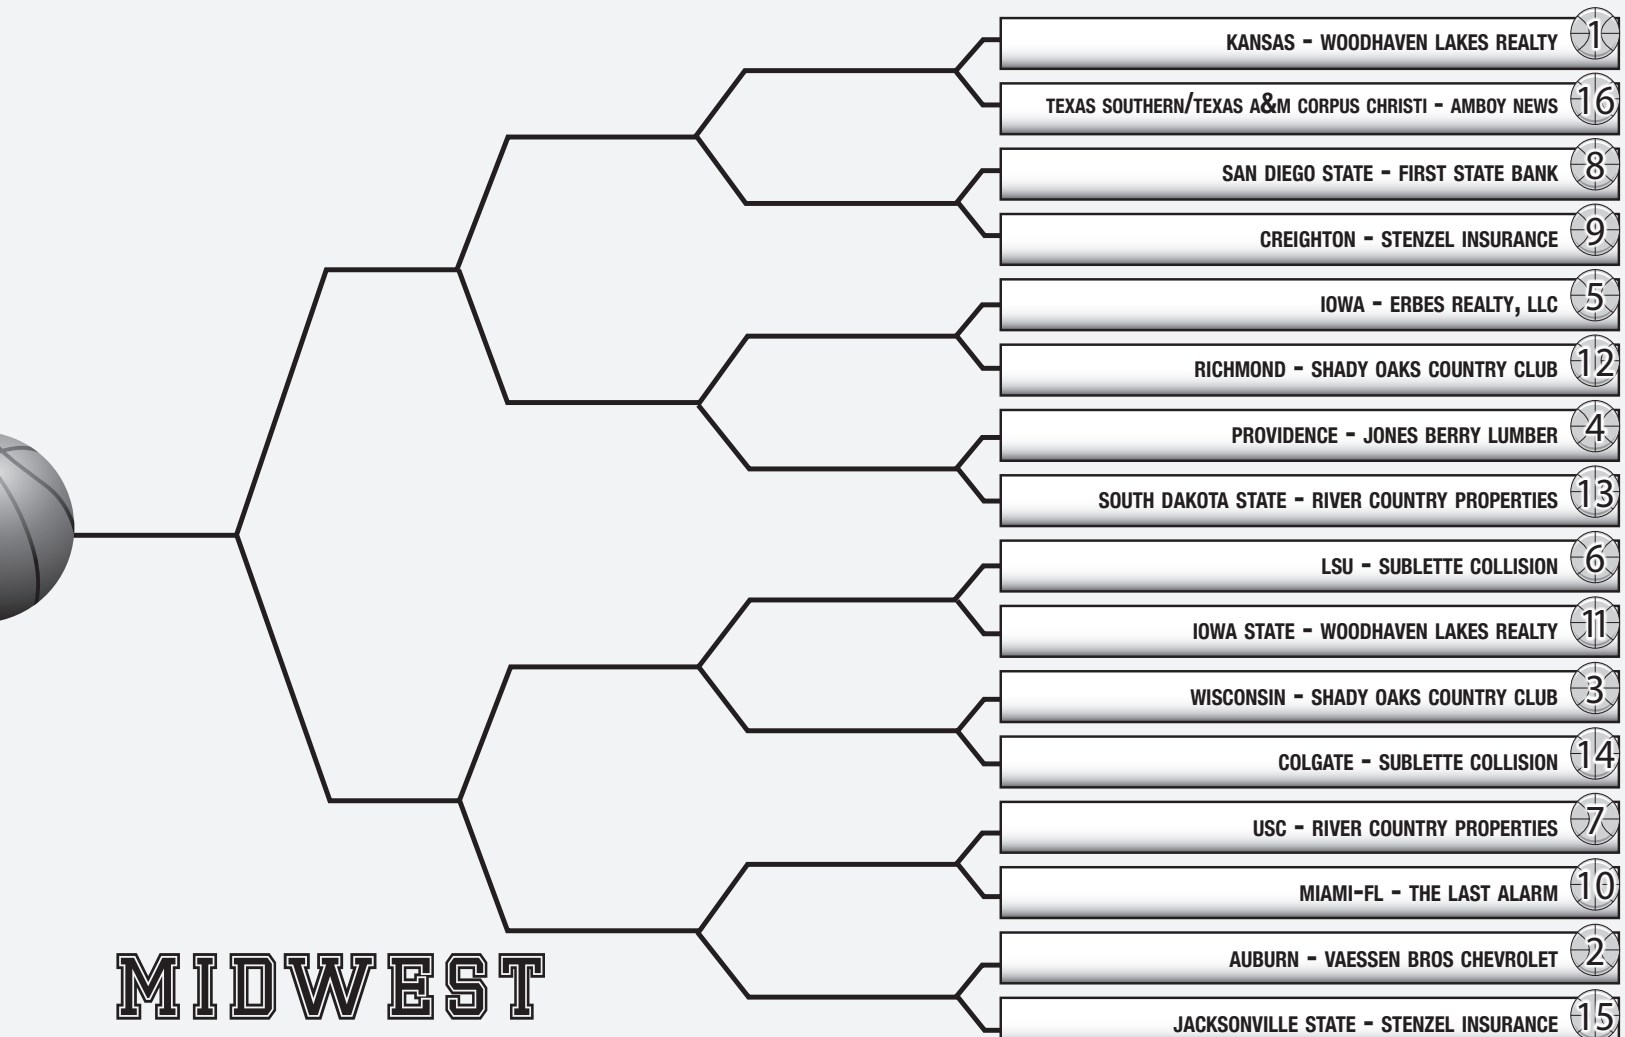 KANSAS - WOODHAVEN LAKES REALTY 1
TEXAS SOUTHERN/TEXAS A&M CORPUS CHRISTI - AMBOY NEWS 16
SAN DIEGO STATE - FIRST STATE BANK 8
CREIGHTON - STENZEL INSURANCE 9
IOWA - ERBES REALTY, LLC 5
RICHMOND - SHADY OAKS COUNTRY CLUB 12
PROVIDENCE - JONES BERRY LUMBER 4
SOUTH DAKOTA STATE - RIVER COUNTRY PROPERTIES 13
LSU - SUBLETTE COLLISION 6
IOWA STATE - WOODHAVEN LAKES REALTY 11
WISCONSIN - SHADY OAKS COUNTRY CLUB 3
COLGATE - SUBLETTE COLLISION 14
USC - RIVER COUNTRY PROPERTIES 7
MIAMI-FL - THE LAST ALARM 10
AUBURN - VAESSEN BROS CHEVROLET 2
JACKSONVILLE STATE - STENZEL INSURANCE 15
MIDWEST